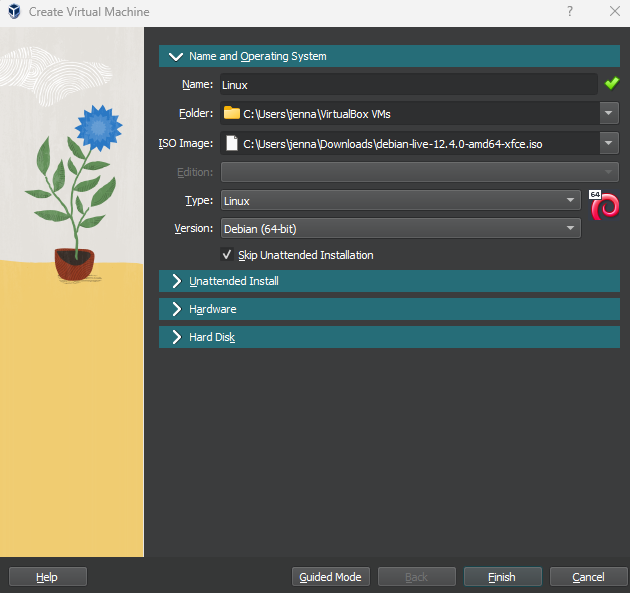 Create Virtual Machine
?
Name and Operating System
Name: Linux
Folder: C:\Users\jenna\VirtualBox VMs
ISO Image: C:\Users\jenna\Downloads\debian-live-12.4.0-amd64-xfce.iso
Edition:
Type: Linux
64
Version: Debian (64-bit)
Skip Unattended Installation
Unattended Install
Hardware
Hard Disk
Help Guided Mode Back Finish Cancel